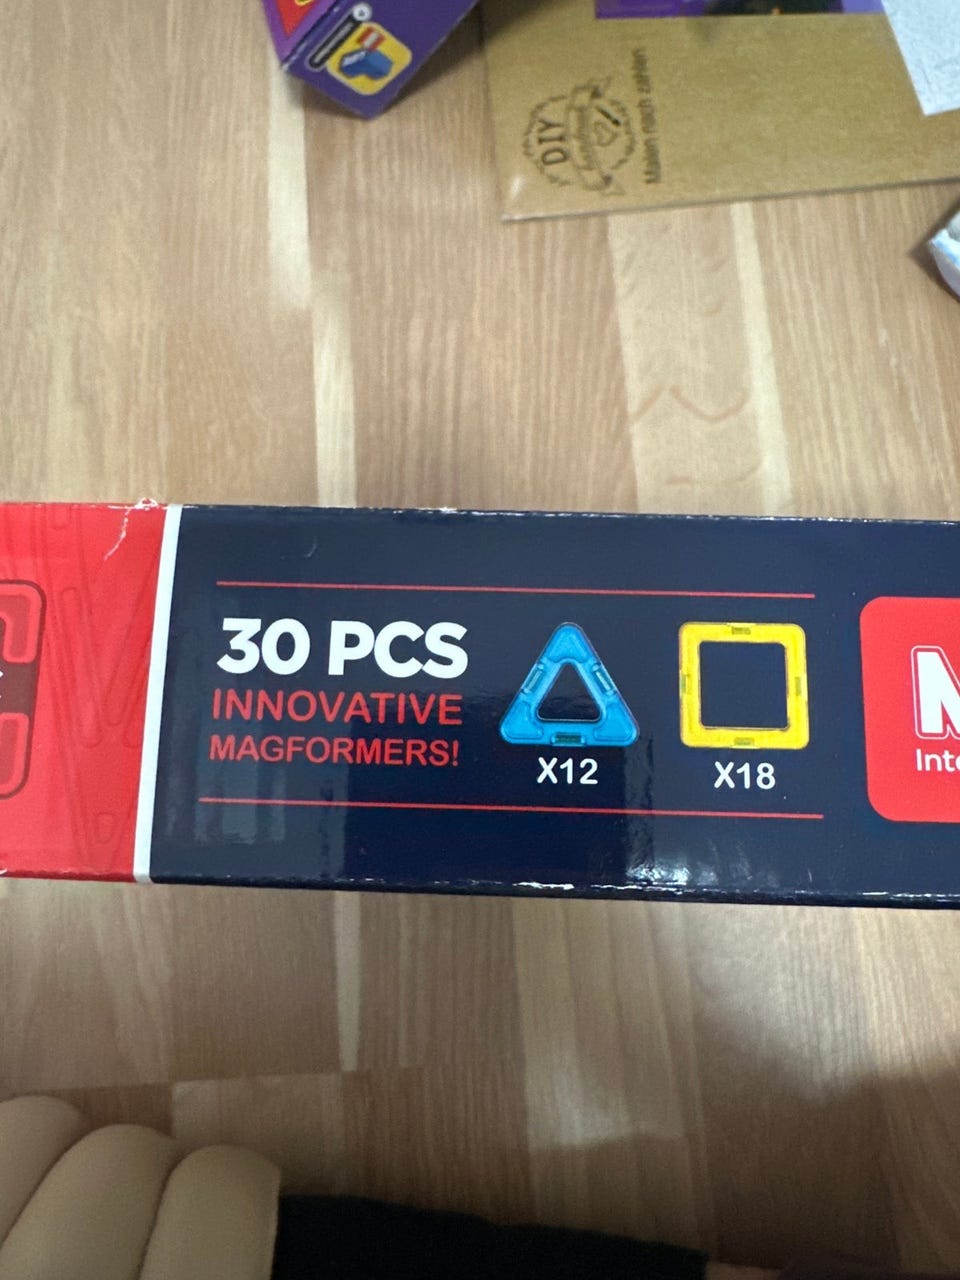 DIY
Malen nach zahlen
30 PCS
INNOVATIVE
MAGFORMERS!
X12
X18
M
Inte